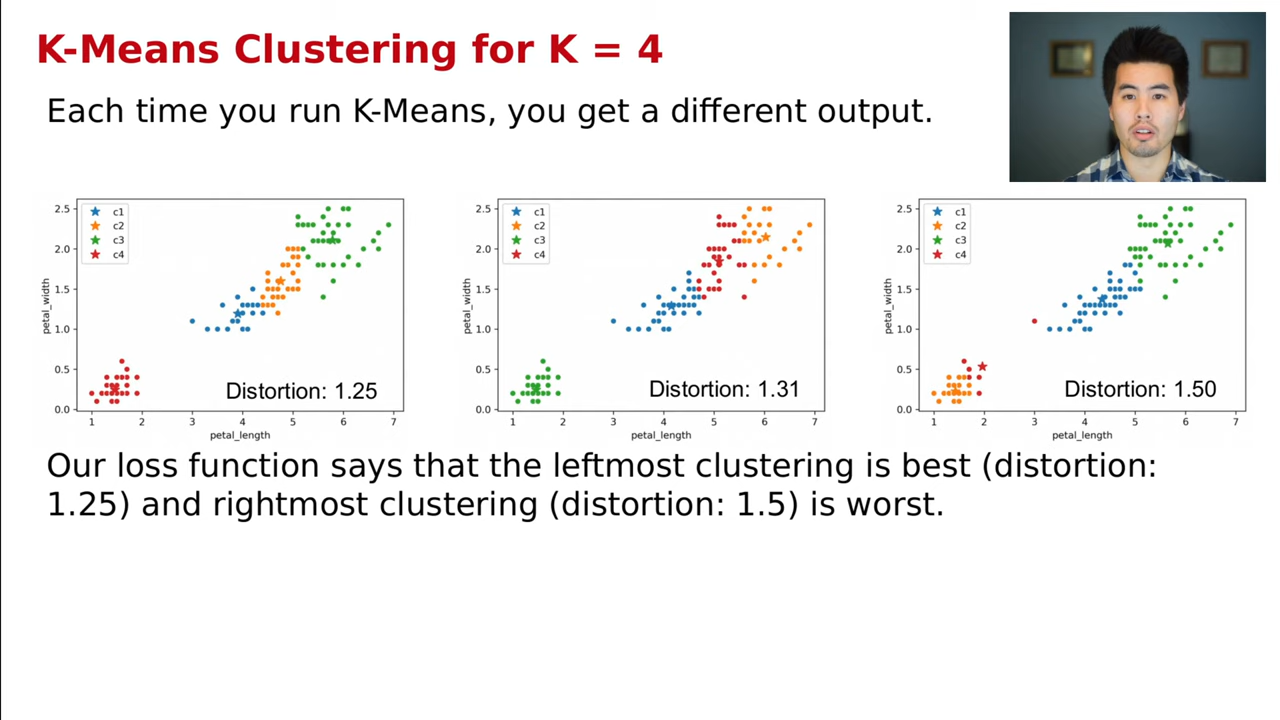 K-Means Clustering for K = 4
Each time you run K-Means, you get a different output.
2.5
2.0
1.5
1.0
0.5
0.0
petal_width
c1
c2
c3
c4
Distortion: 1.25
1 2 3 4 5 6 7
petal_length
2.5
2.0
1.5
1.0
0.5
0.0
petal_width
c1
c2
c3
c4
Distortion: 1.31
1 2 3 4 5 6 7
petal_length
2.5
2.0
1.5
1.0
0.5
0.0
petal_width
c1
c2
c3
c4
Distortion: 1.50
1 2 3 4 5 6 7
petal_length
Our loss function says that the leftmost clustering is best (distortion:
1.25) and rightmost clustering (distortion: 1.5) is worst.